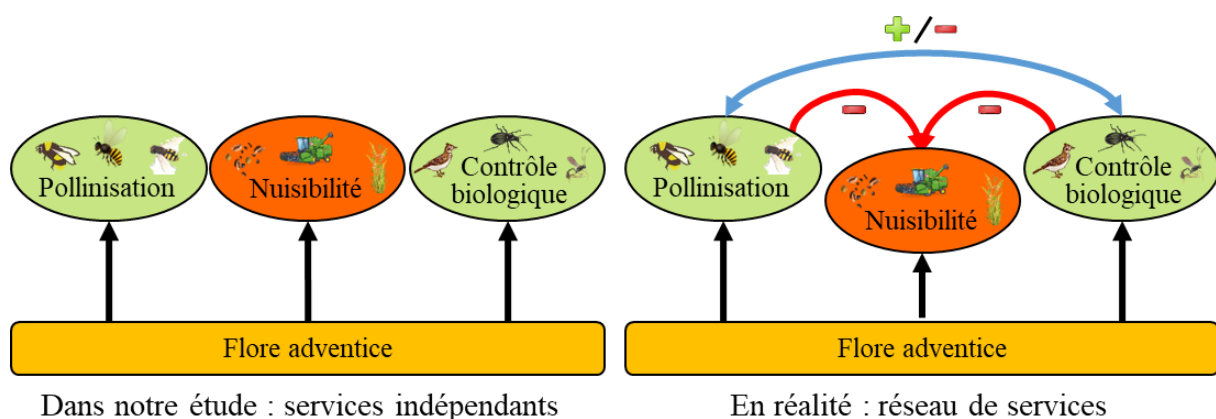 Pollinisation
Nuisibilité
Contrôle
biologique
Flore adventice
Dans notre étude : services indépendants
+/-
-
-
Pollinisation
Nuisibilité
Contrôle
biologique
Flore adventice
En réalité : réseau de services